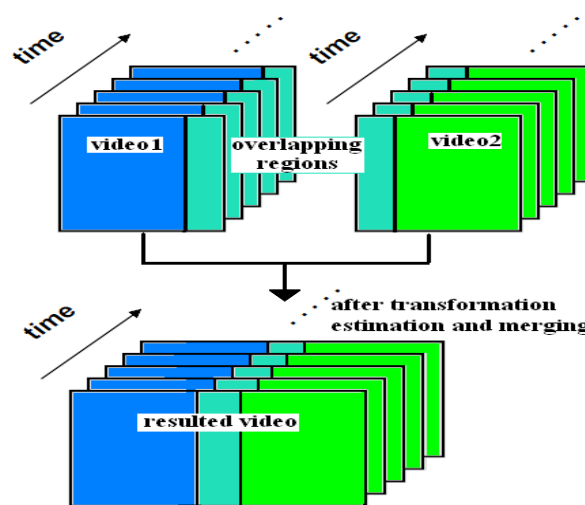 time
time
video1
overlapping
regions
video2
after transformation
estimation and merging
time
resulted video